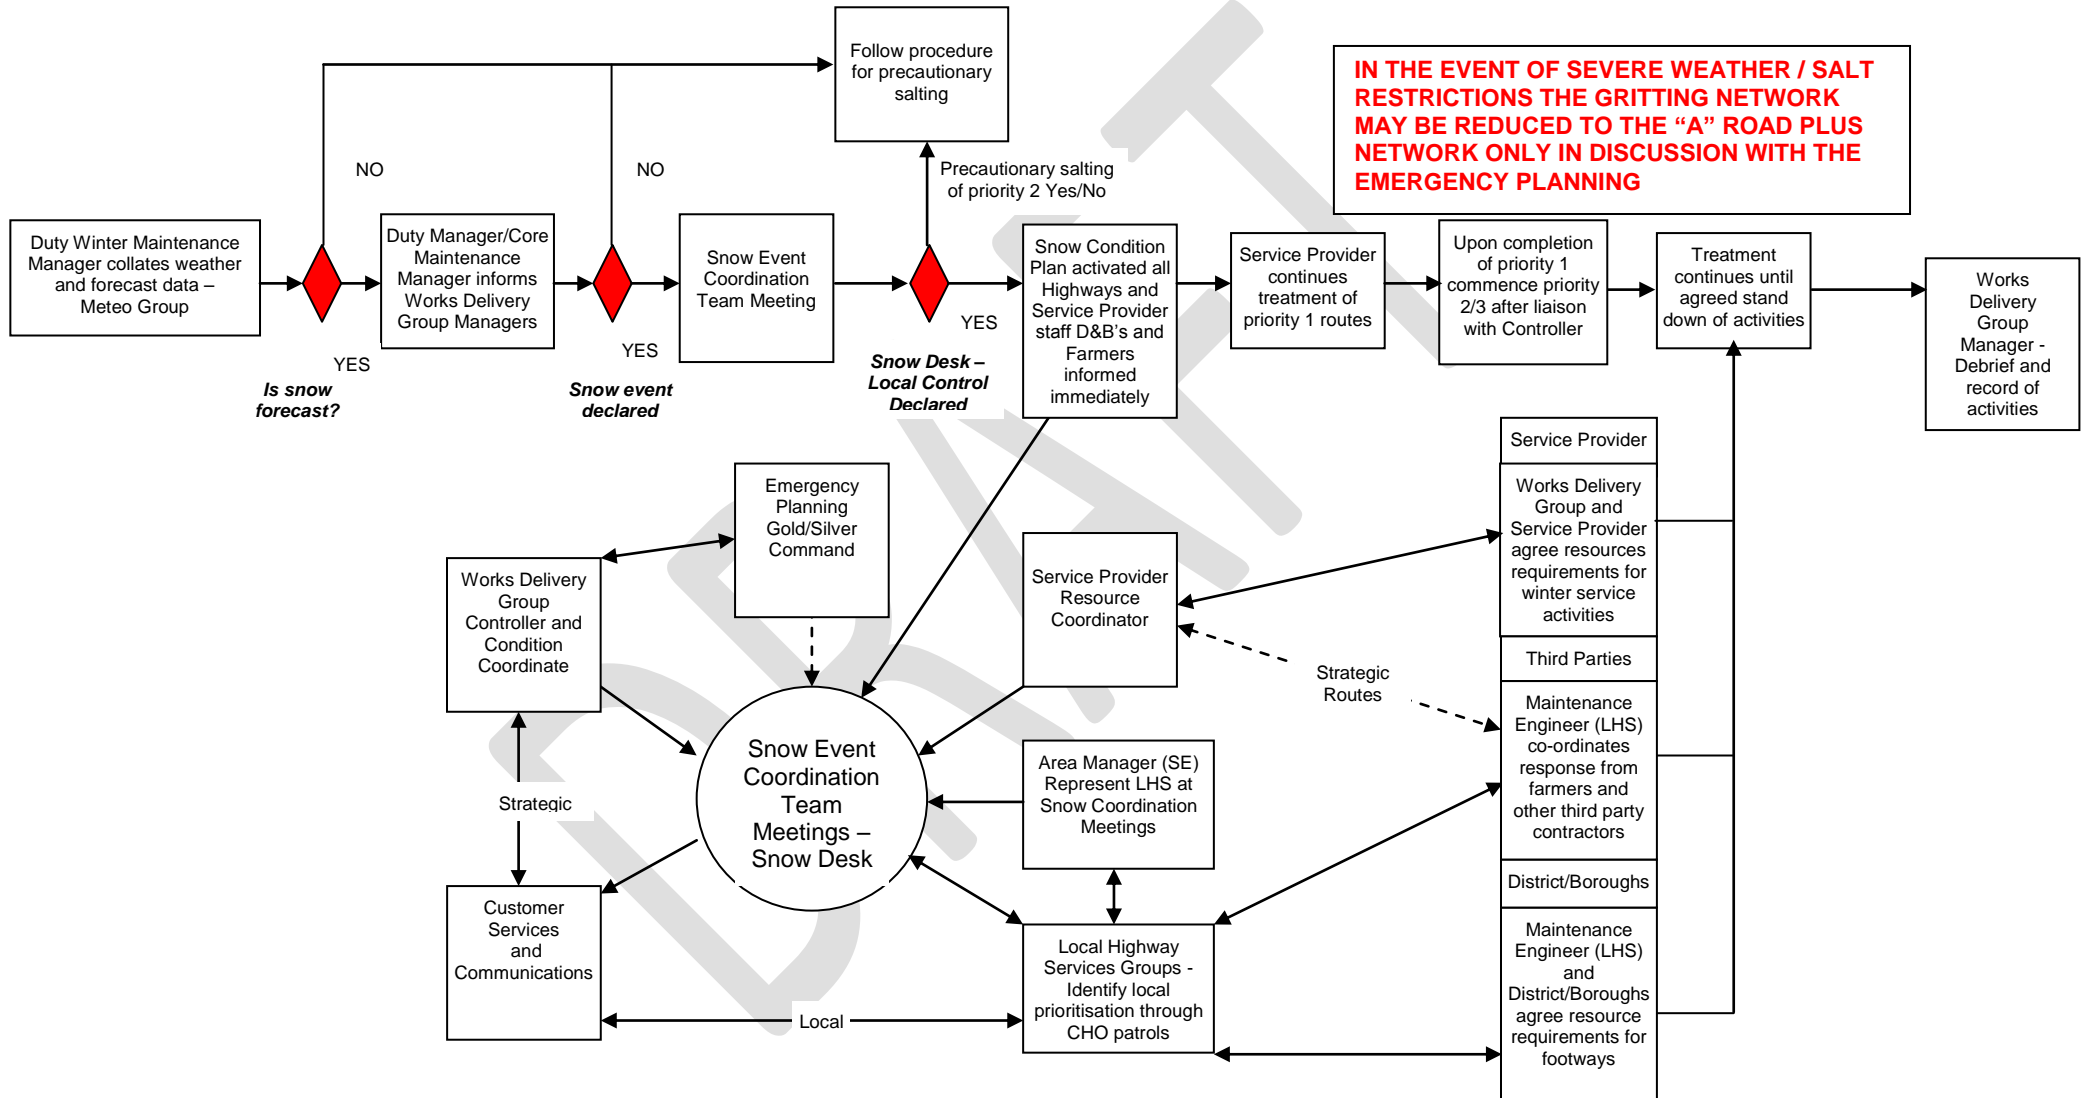 Follow procedure
for precautionary
salting
IN THE EVENT OF SEVERE WEATHER / SALT
RESTRICTIONS THE GRITTING NETWORK
MAY BE REDUCED TO THE “A” ROAD PLUS
NETWORK ONLY IN DISCUSSION WITH THE
EMERGENCY PLANNING
NO
NO
Precautionary salting
of priority 2 Yes/No
Duty Winter Maintenance
Manager collates weather
and forecast data –
Meteo Group
Duty Manager/Core
Maintenance
Manager informs
Works Delivery
Group Managers
Snow Event
Coordination
Team Meeting
Snow Condition
Plan activated all
Highways and
Service Provider
staff D&B's and
Farmers
informed
immediately
Service Provider
continues
treatment of
priority 1 routes
Upon completion
of priority 1
commence priority
2/3 after liaison
with Controller
Treatment
continues until
agreed stand
down of activities
Works
Delivery
Group
Manager -
Debrief and
record of
activities
YES
YES
YES
Is snow
forecast?
Snow event
declared
Snow Desk –
Local Control
Declared
Emergency
Planning
Gold/Silver
Command
Works Delivery
Group
Controller and
Condition
Coordinate
Service Provider
Resource
Coordinator
Service Provider
Works Delivery
Group and
Service Provider
agree resources
requirements for
winter service
activities
Third Parties
Maintenance
Engineer (LHS)
co-ordinates
response from
farmers and
other third party
contractors
District/Boroughs
Maintenance
Engineer (LHS)
and
District/Boroughs
agree resource
requirements for
footways
Strategic
Routes
Snow Event
Coordination
Team
Meetings –
Snow Desk
Area Manager (SE)
Represent LHS at
Snow Coordination
Meetings
Strategic
Customer
Services
and
Communications
Local
Local Highway
Services Groups -
Identify local
prioritisation through
CHO patrols
DRAFT